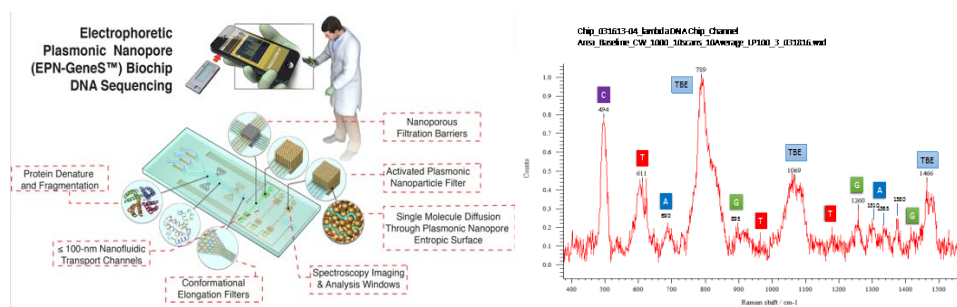 Electrophoretic
Plasmonic Nanopore
(EPN-GeneS™) Biochip
DNA Sequencing
Nanoporous
Filtration Barriers
Protein Denature
and Fragmentation
Activated Plasmonic
Nanoparticle Filter
Single Molecule Diffusion
Through Plasmonic Nanopore
Entropic Surface
≤ 100-nm Nanofluidic
Transport Channels
Conformational
Elongation Filters
Spectroscopy Imaging
& Analysis Windows
Chip_031613-04_lambda DNA Chip_Channel
Area_Baseline_CW_1000_10scans_10Average_LP100_3_031816.wxd
Counts
1.0
0.9
0.8
0.7
0.6
0.5
0.4
0.3
0.2
0.1
0.0
C
494
T
611
A
690
TBE
729
G
895
T
TBE
1069
T
G
1260
A
1310
1355
1380
G
TBE
1466
400 500 600 700 800 900 1000 1100 1200 1300 1400 1500
Raman shift / cm-1